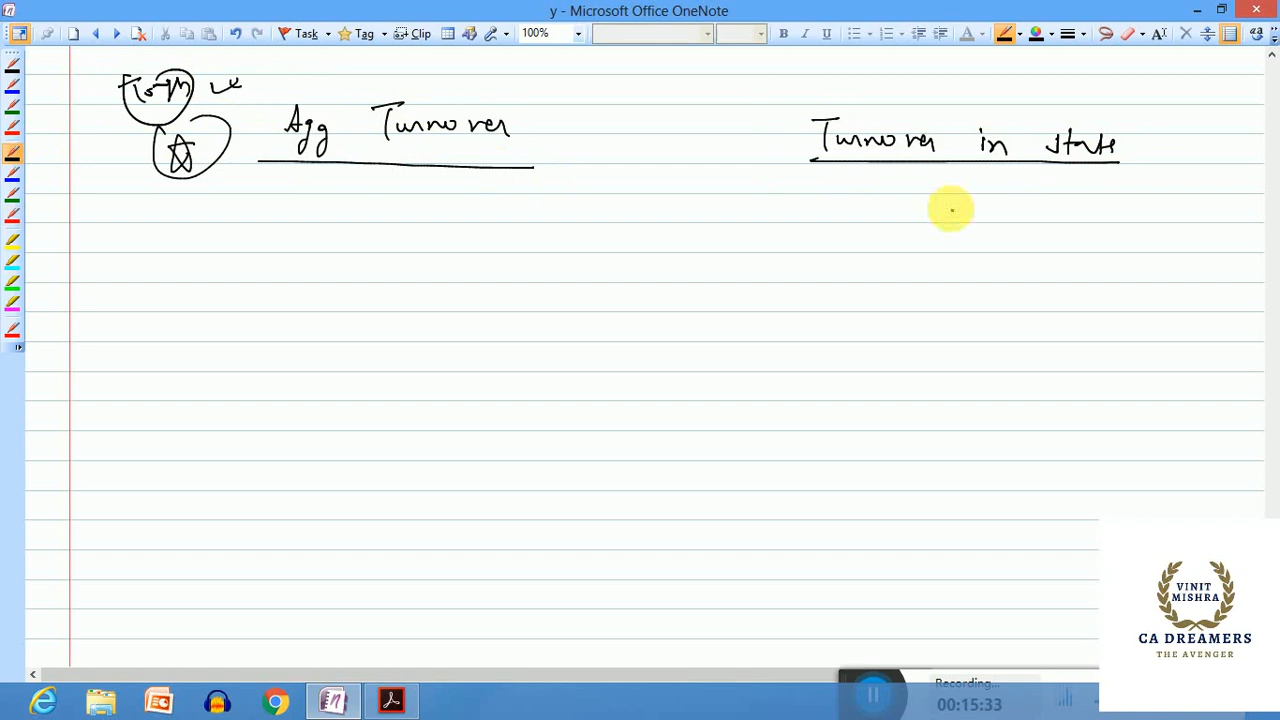 y - Microsoft Office OneNote
Task Tag Clip 100% B I U
Agg Turnover
Turnover in state
VINIT
MISHRA
CA DREAMERS
THE AVENGER
Recording...
00:15:33